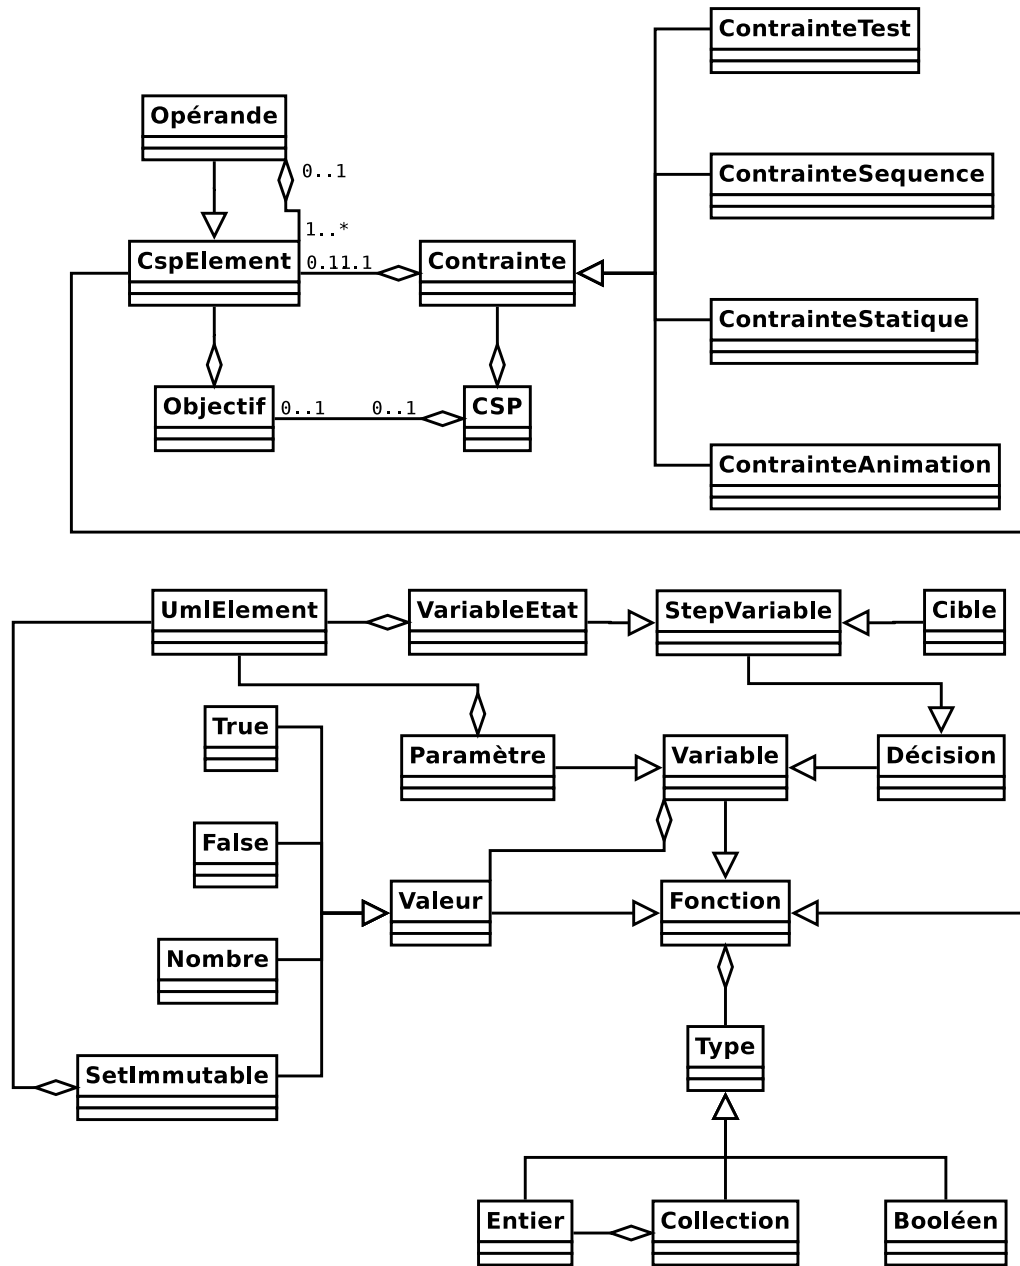 ContrainteTest
Opérande
0..1
ContrainteSequence
1..*
CspElement
0.11.1
Contrainte
ContrainteStatique
Objectif
0..1
0..1
CSP
ContrainteAnimation
UmlElement
VariableEtat
StepVariable
Cible
True
Paramètre
Variable
Décision
False
Valeur
Fonction
Nombre
Type
SetImmutable
Entier
Collection
Booléen